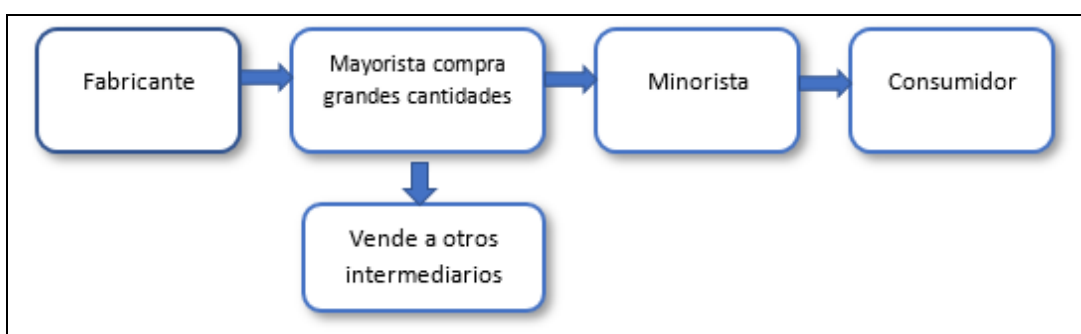 Fabricante
Mayorista compra
grandes cantidades
Minorista
Consumidor
Vende a otros
intermediarios